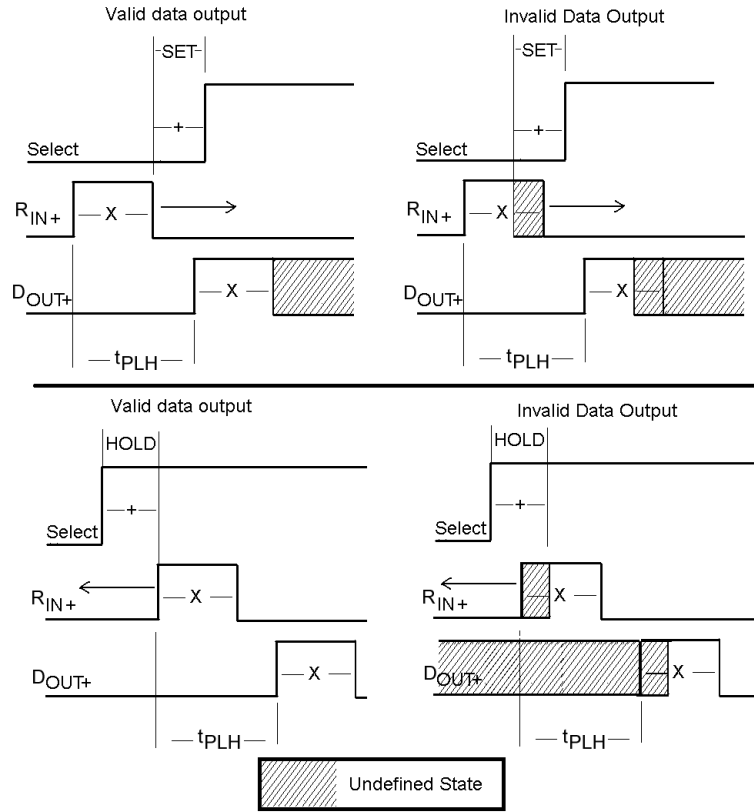 Valid data output
Invalid Data Output
SET
SET
+
+
Select
Select
RIN+
X
RIN+
X
DOUT+
X
DOUT+
X
tPLH
tPLH
Valid data output
Invalid Data Output
HOLD
HOLD
+
+
Select
Select
RIN+
X
RIN+
X
DOUT+
X
DOUT+
X
tPLH
tPLH
Undefined State